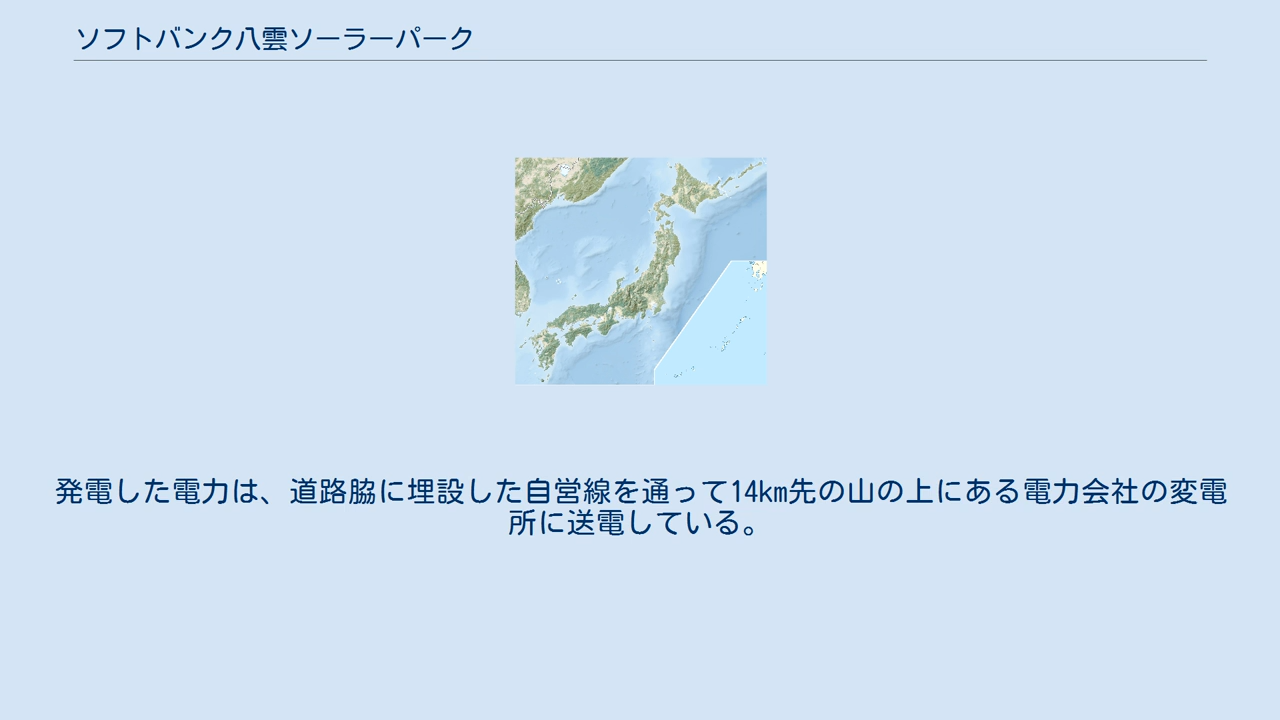 ソフトバンク八雲ソーラーパーク
発電した電力は、道路脇に埋設した自営線を通って14km先の山の上にある電力会社の変電
所に送電している。